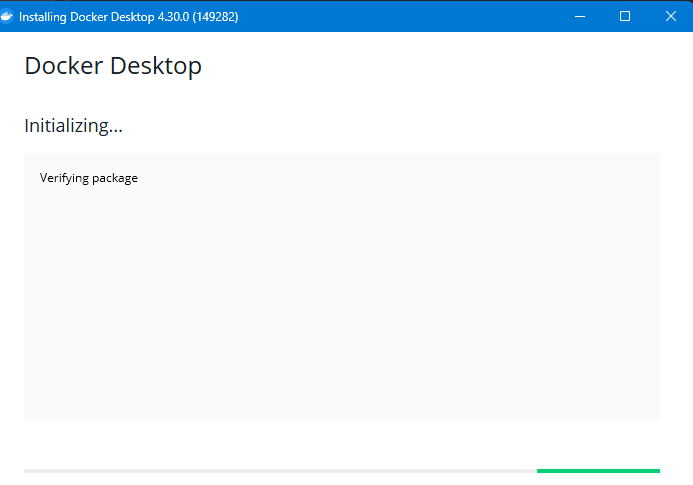 Installing Docker Desktop 4.30.0 (149282)
Docker Desktop
Initializing...
Verifying package